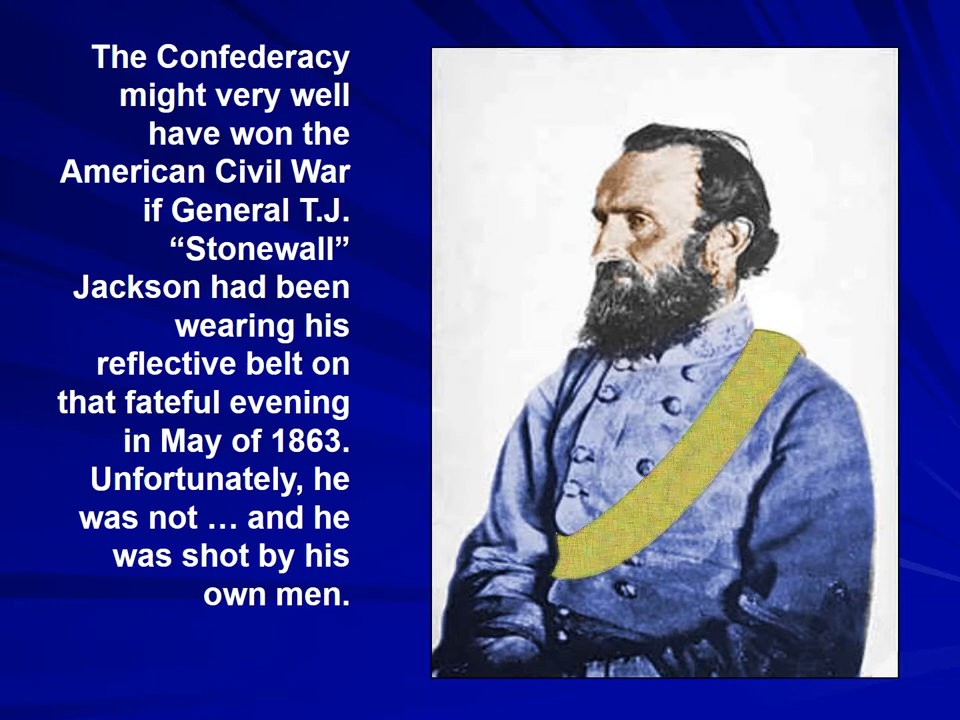 The Confederacy
might very well
have won the
American Civil War
if General T.J.
“Stonewall”
Jackson had been
wearing his
reflective belt on
that fateful evening
in May of 1863.
Unfortunately, he
was not … and he
was shot by his
own men.